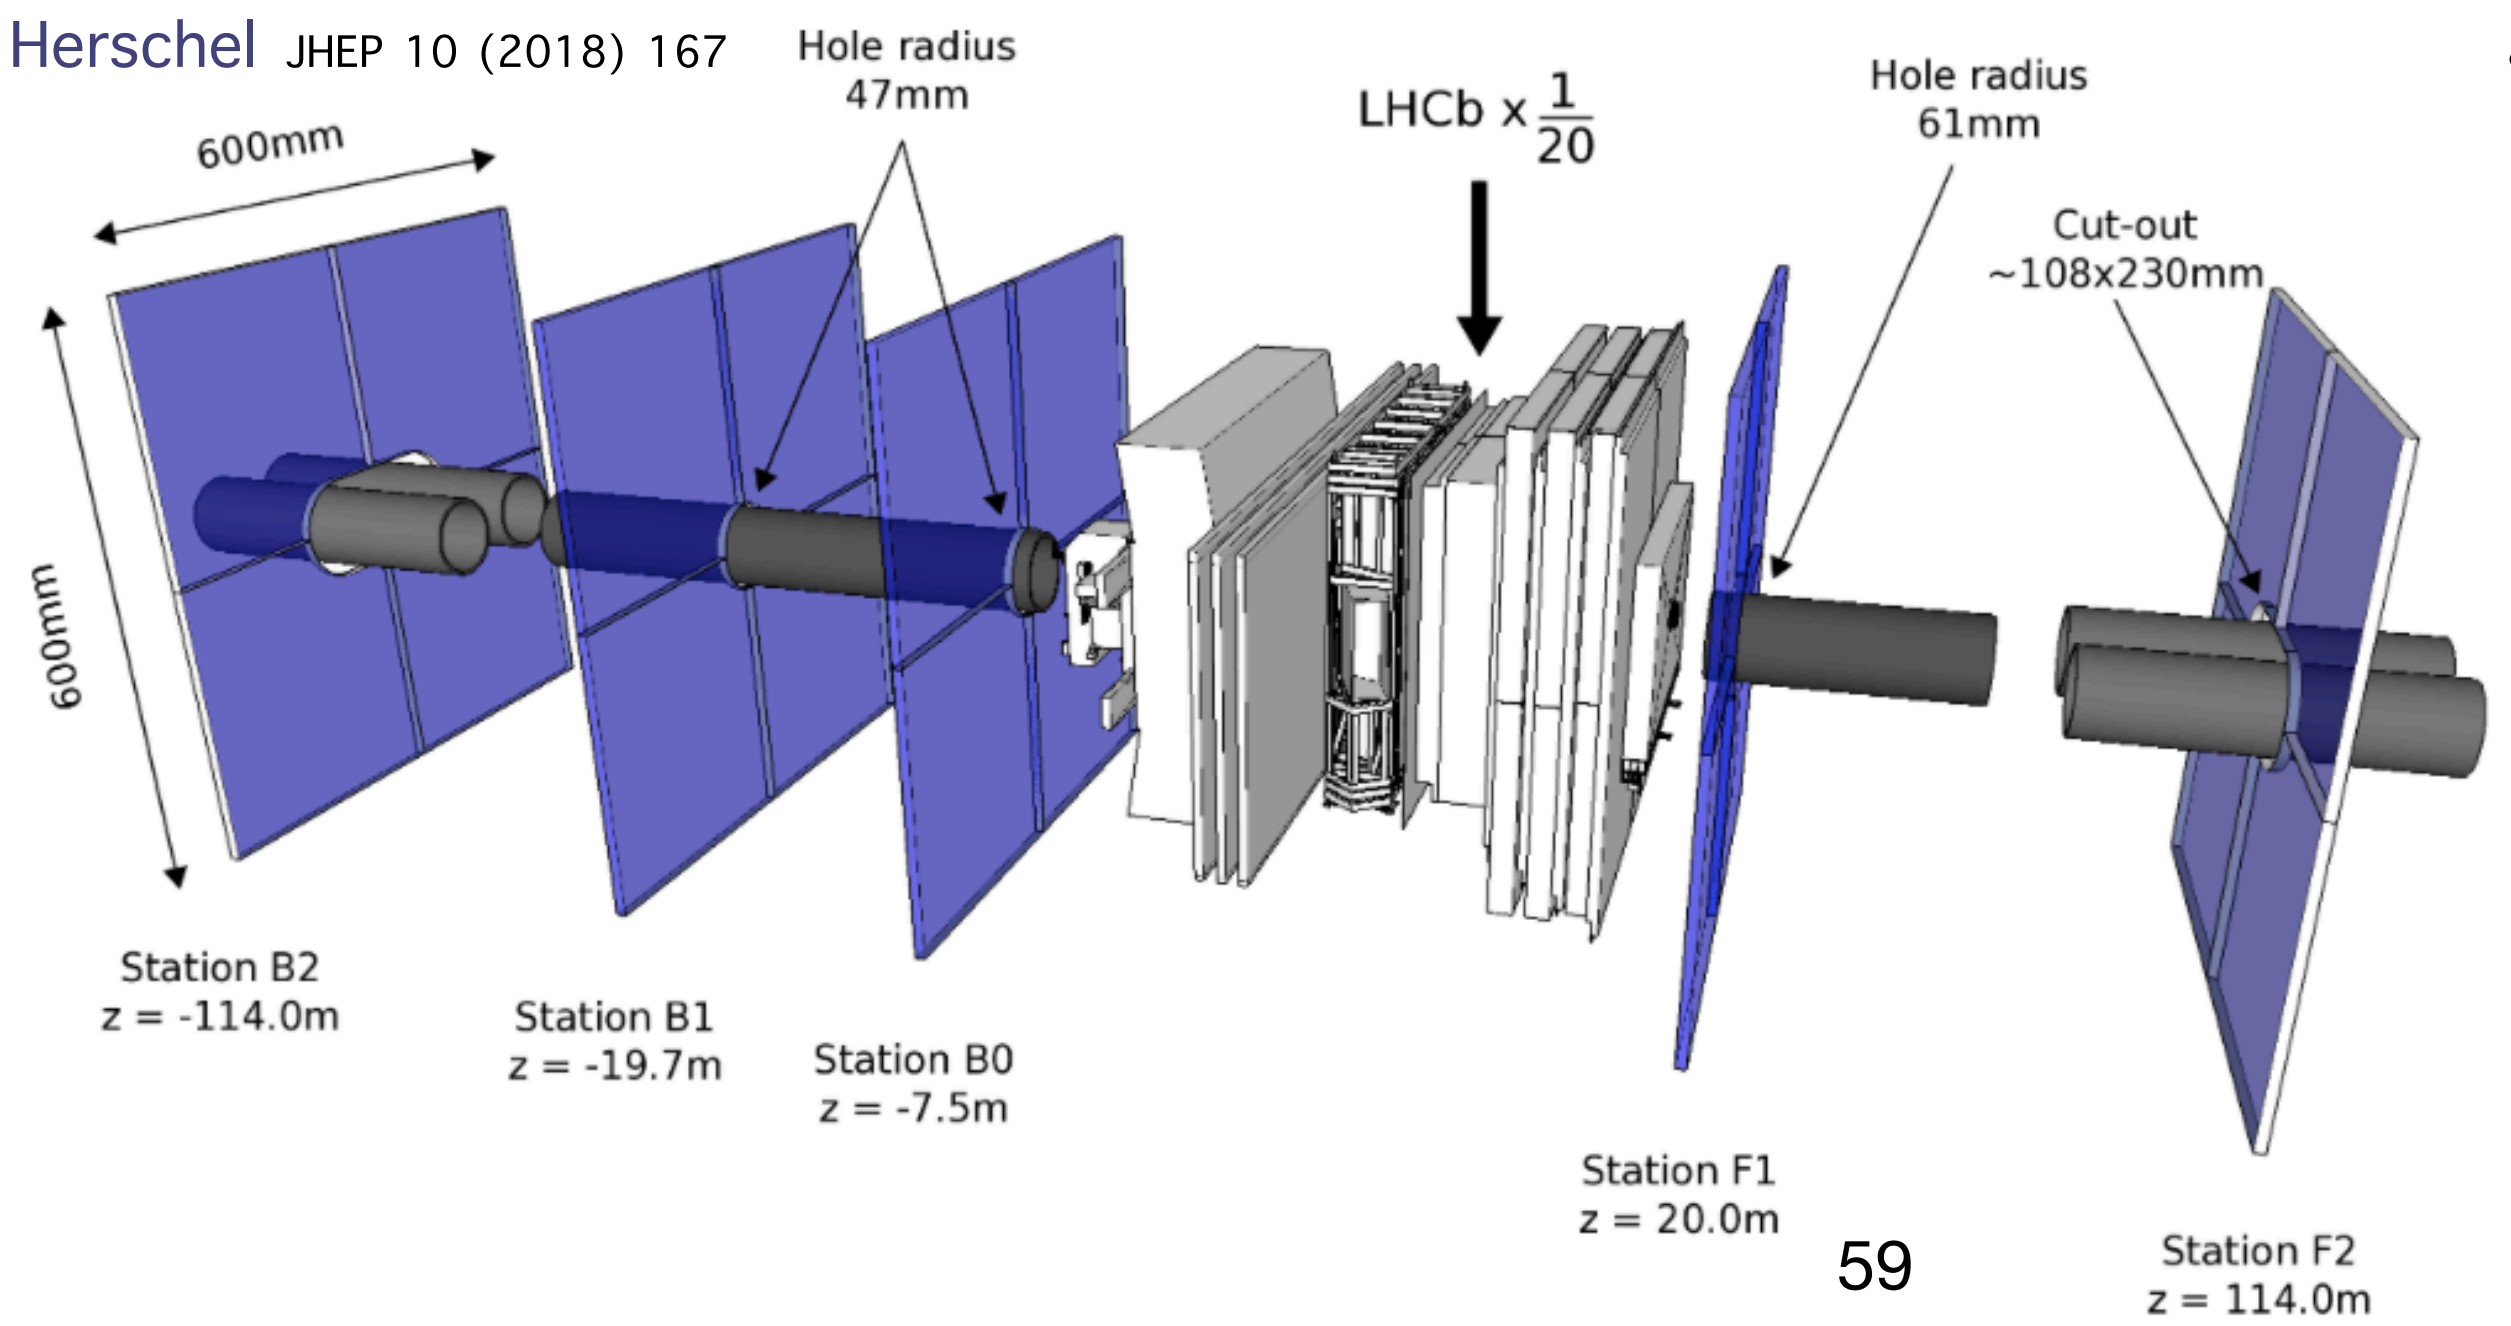 Herschel JHEP 10 (2018) 167
Hole radius
47mm
600mm
600mm
LHCb x 1/20
Hole radius
61mm
Cut-out
~108x230mm
Station B2
z = -114.0m
Station B1
z = -19.7m
Station B0
z = -7.5m
Station F1
z = 20.0m
59
Station F2
z = 114.0m